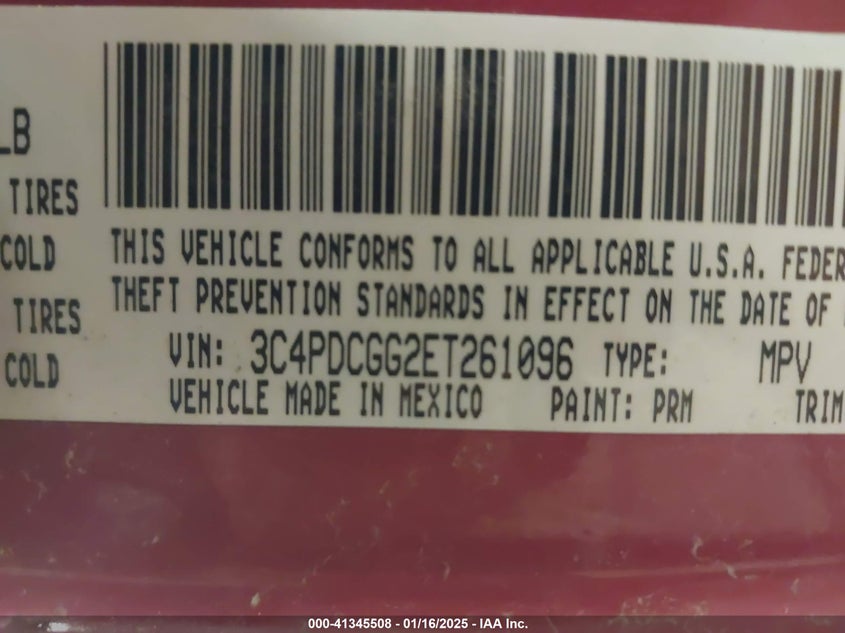 LB
TIRES
COLD
TIRES
COLD
THIS VEHICLE CONFORMS TO ALL APPLICABLE U.S.A. FEDER
THEFT PREVENTION STANDARDS IN EFFECT ON THE DATE OF
VIN: 3C4PDCGG2ET261096 TYPE: MPV
VEHICLE MADE IN MEXICO PAINT: PRM TRIM
000-41345508 - 01/16/2025 - IAA Inc.